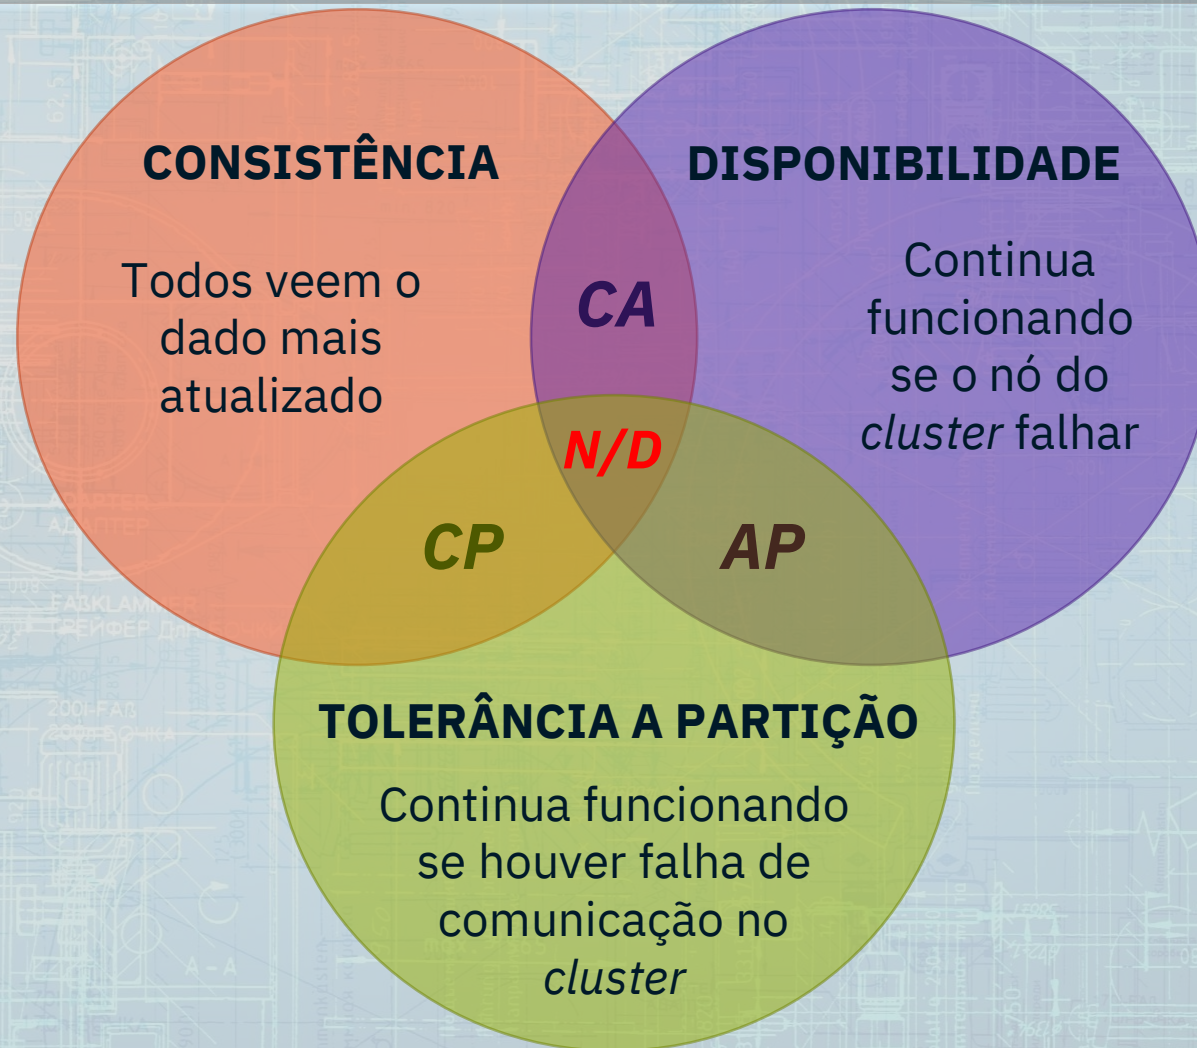 CONSISTÊNCIA
Todos veem o
dado mais
atualizado
DISPONIBILIDADE
Continua
funcionando
se o nó do
cluster falhar
CA
N/D
CP
AP
TOLERÂNCIA A PARTIÇÃO
Continua funcionando
se houver falha de
comunicação no
cluster
A-A